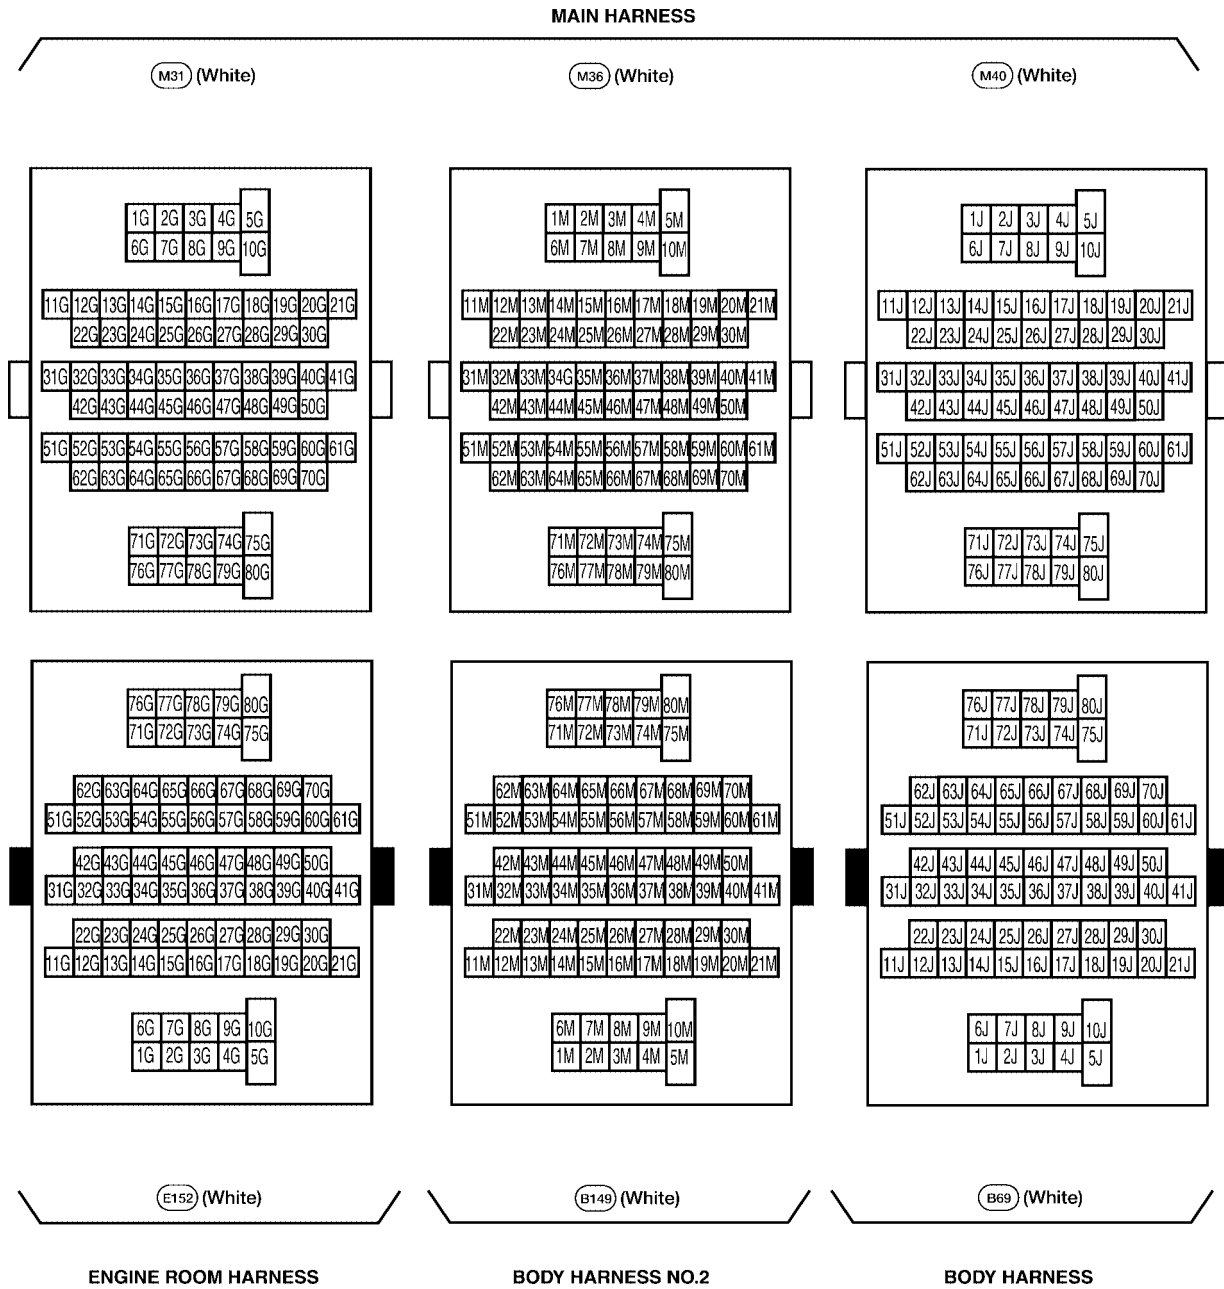 MAIN HARNESS
M31 (White)
M36 (White)
M40 (White)
1G 2G 3G 4G 5G
6G 7G 8G 9G 10G
11G 12G 13G 14G 15G 16G 17G 18G 19G 20G 21G
22G 23G 24G 25G 26G 27G 28G 29G 30G
31G 32G 33G 34G 35G 36G 37G 38G 39G 40G 41G
42G 43G 44G 45G 46G 47G 48G 49G 50G
51G 52G 53G 54G 55G 56G 57G 58G 59G 60G 61G
62G 63G 64G 65G 66G 67G 68G 69G 70G
71G 72G 73G 74G 75G
76G 77G 78G 79G 80G
1M 2M 3M 4M 5M
6M 7M 8M 9M 10M
11M 12M 13M 14M 15M 16M 17M 18M 19M 20M 21M
22M 23M 24M 25M 26M 27M 28M 29M 30M
31M 32M 33M 34G 35M 36M 37M 38M 39M 40M 41M
42M 43M 44M 45M 46M 47M 48M 49M 50M
51M 52M 53M 54M 55M 56M 57M 58M 59M 60M 61M
62M 63M 64M 65M 66M 67M 68M 69M 70M
71M 72M 73M 74M 75M
76M 77M 78M 79M 80M
1J 2J 3J 4J 5J
6J 7J 8J 9J 10J
11J 12J 13J 14J 15J 16J 17J 18J 19J 20J 21J
22J 23J 24J 25J 26J 27J 28J 29J 30J
31J 32J 33J 34J 35J 36J 37J 38J 39J 40J 41J
42J 43J 44J 45J 46J 47J 48J 49J 50J
51J 52J 53J 54J 55J 56J 57J 58J 59J 60J 61J
62J 63J 64J 65J 66J 67J 68J 69J 70J
71J 72J 73J 74J 75J
76J 77J 78J 79J 80J
76G 77G 78G 79G 80G
71G 72G 73G 74G 75G
62G 63G 64G 65G 66G 67G 68G 69G 70G
51G 52G 53G 54G 55G 56G 57G 58G 59G 60G 61G
42G 43G 44G 45G 46G 47G 48G 49G 50G
31G 32G 33G 34G 35G 36G 37G 38G 39G 40G 41G
22G 23G 24G 25G 26G 27G 28G 29G 30G
11G 12G 13G 14G 15G 16G 17G 18G 19G 20G 21G
6G 7G 8G 9G 10G
1G 2G 3G 4G 5G
76M 77M 78M 79M 80M
71M 72M 73M 74M 75M
62M 63M 64M 65M 66M 67M 68M 69M 70M
51M 52M 53M 54M 55M 56M 57M 58M 59M 60M 61M
42M 43M 44M 45M 46M 47M 48M 49M 50M
31M 32M 33M 34M 35M 36M 37M 38M 39M 40M 41M
22M 23M 24M 25M 26M 27M 28M 29M 30M
11M 12M 13M 14M 15M 16M 17M 18M 19M 20M 21M
6M 7M 8M 9M 10M
1M 2M 3M 4M 5M
76J 77J 78J 79J 80J
71J 72J 73J 74J 75J
62J 63J 64J 65J 66J 67J 68J 69J 70J
51J 52J 53J 54J 55J 56J 57J 58J 59J 60J 61J
42J 43J 44J 45J 46J 47J 48J 49J 50J
31J 32J 33J 34J 35J 36J 37J 38J 39J 40J 41J
22J 23J 24J 25J 26J 27J 28J 29J 30J
11J 12J 13J 14J 15J 16J 17J 18J 19J 20J 21J
6J 7J 8J 9J 10J
1J 2J 3J 4J 5J
E152 (White)
B149 (White)
B69 (White)
ENGINE ROOM HARNESS
BODY HARNESS NO.2
BODY HARNESS